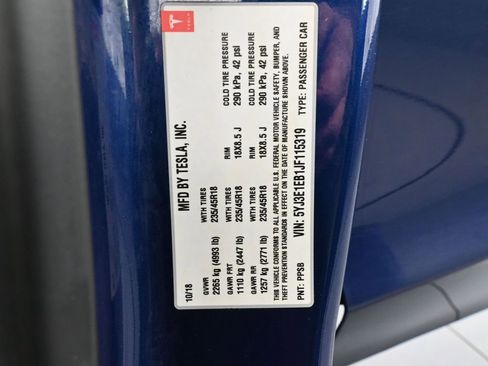 TESLA
MFD BY TESLA, INC.
10/18
GVWR WITH TIRES RIM COLD TIRE PRESSURE
2265 kg (4993 lb) 235/45R18 18X8.5 J 290 kPa, 42 psi
GAWR FRT WITH TIRES RIM COLD TIRE PRESSURE
1110 kg (2447 lb) 235/45R18 18X8.5 J 290 kPa, 42 psi
GAWR RR
1257 kg (2771 lb) 235/45R18
THIS VEHICLE CONFORMS TO ALL APPLICABLE U.S. FEDERAL MOTOR VEHICLE SAFETY, BUMPER, AND
THEFT PREVENTION STANDARDS IN EFFECT ON THE DATE OF MANUFACTURE SHOWN ABOVE.
VIN: 5YJ3E1EB1JF115319
PNT: PPSB TYPE: PASSENGER CAR